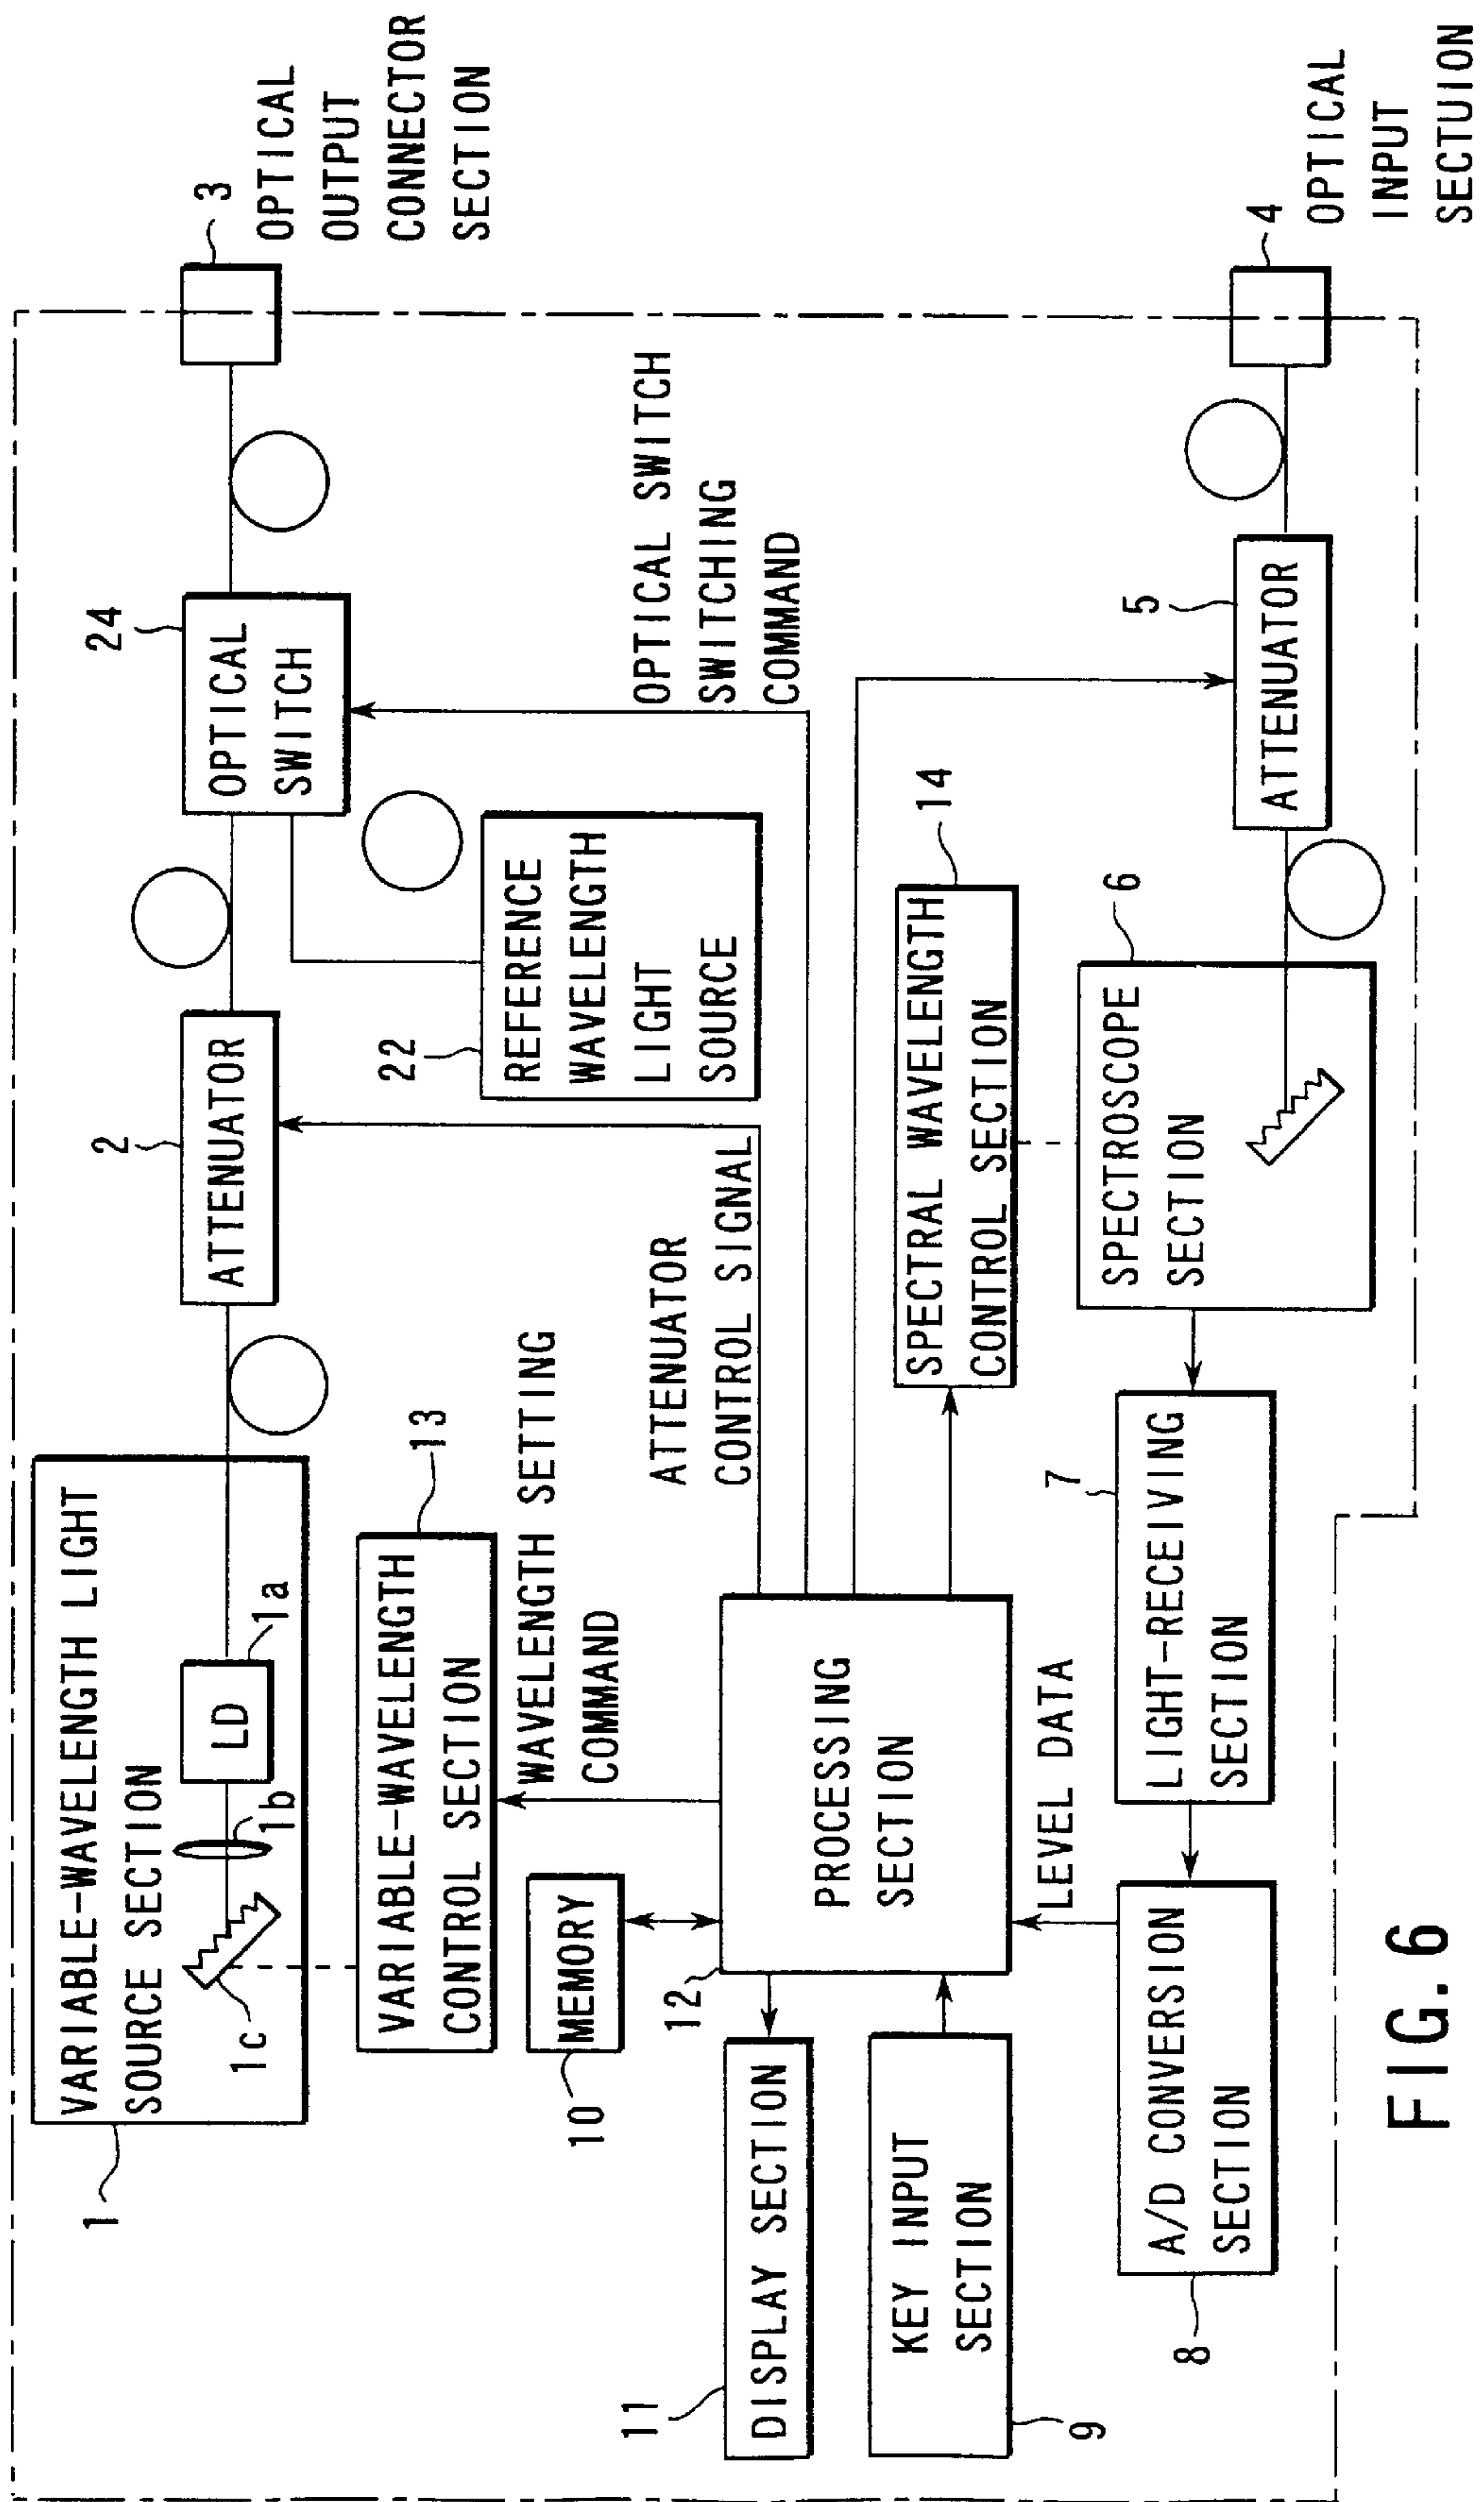 1
VARIABLE-WAVELENGTH LIGHT
SOURCE SECTION
1c
1b
LD
1a
2
ATTENUATOR
24
OPTICAL
SWITCH
3
OPTICAL
OUTPUT
CONNECTOR
SECTION
13
VARIABLE-WAVELENGTH
CONTROL SECTION
22
REFERENCE
WAVELENGTH
LIGHT
SOURCE
WAVELENGTH SETTING
COMMAND
10
MEMORY
ATTENUATOR
CONTROL SIGNAL
OPTICAL SWITCH
SWITCHING
COMMAND
11
DISPLAY SECTION
12
PROCESSING
SECTION
KEY INPUT
SECTION
9
LEVEL DATA
14
SPECTRAL WAVELENGTH
CONTROL SECTION
8
A/D CONVERSION
SECTION
7
LIGHT-RECEIVING
SECTION
6
SPECTROSCOPE
SECTION
5
ATTENUATOR
4
OPTICAL
INPUT
SECTUION
FIG. 6